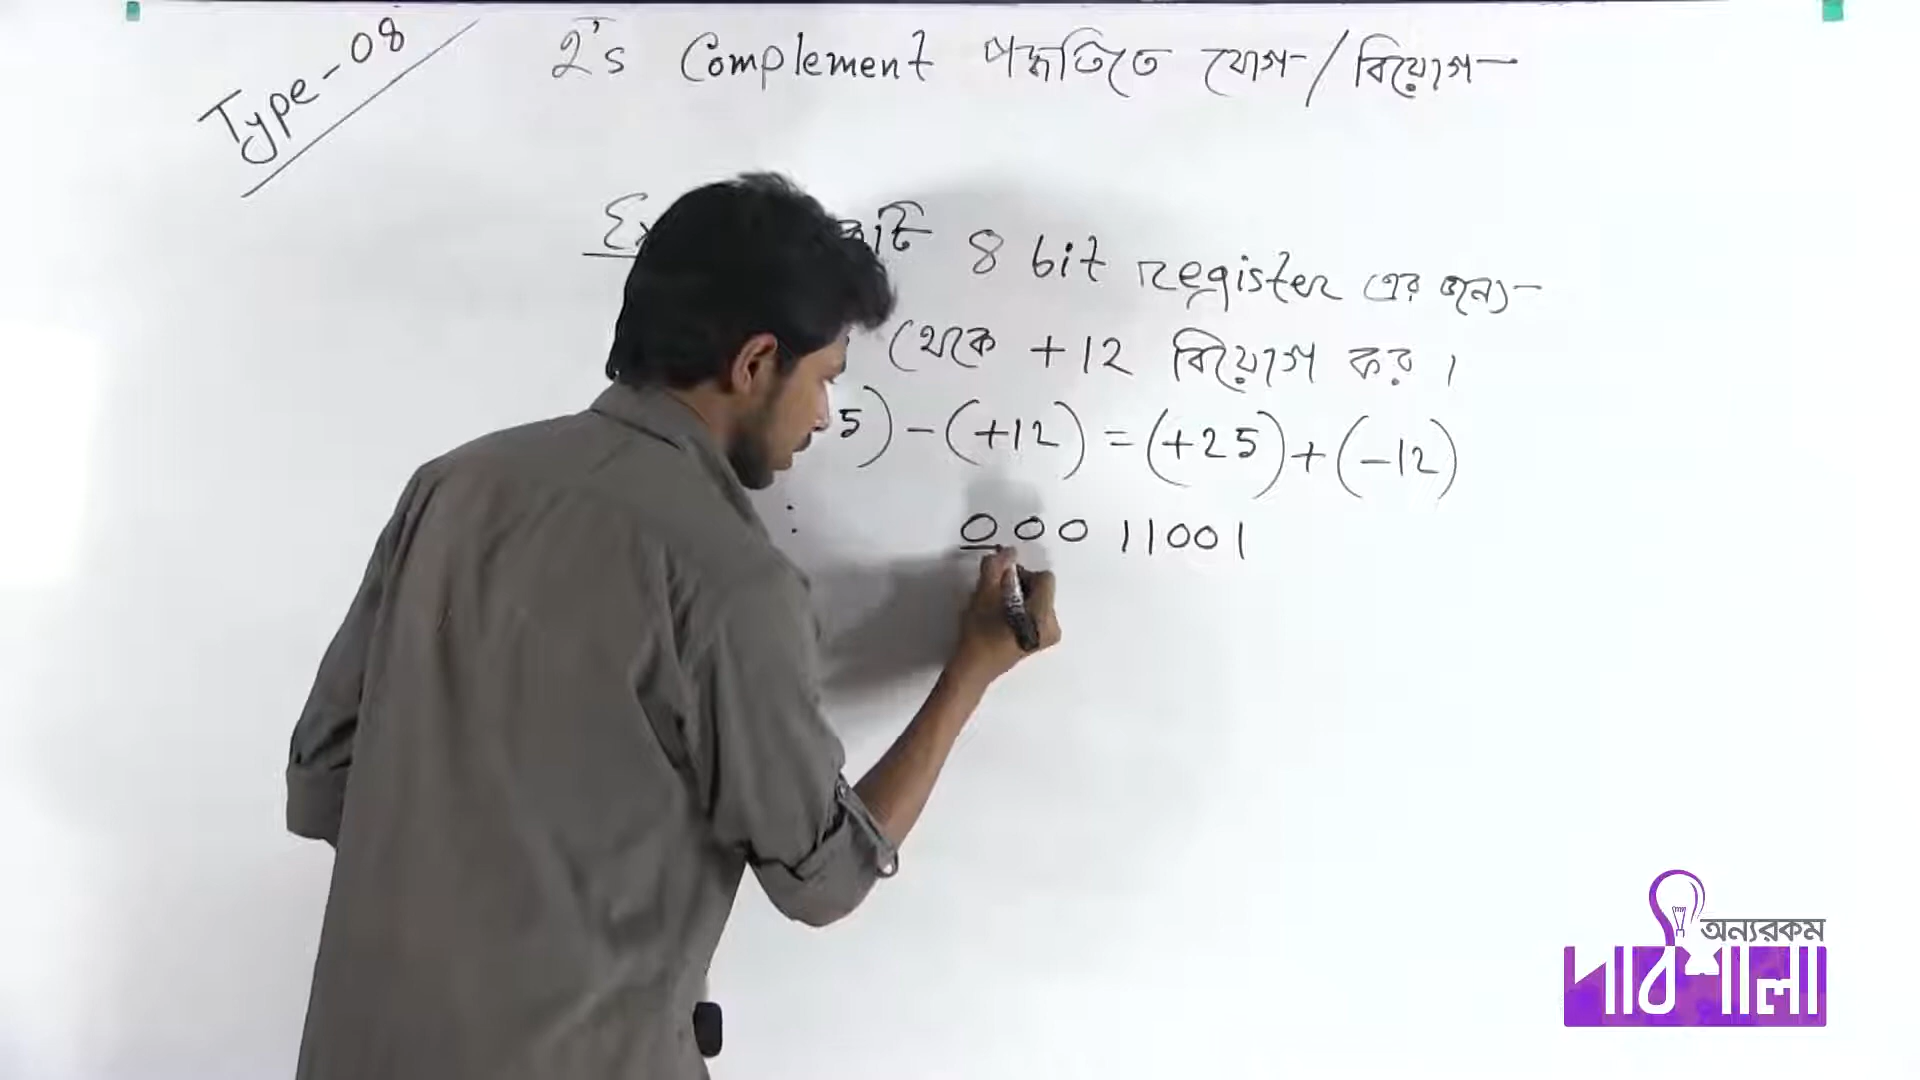 Type-08
2's Complement পদ্ধতিতে যোগ/বিয়োগ
8 bit register এর জন্যে-
থেকে +12 বিয়োগ কর।
5) - (+12) = (+25) + (-12)
: 00011001
অন্যরকম
পাঠশালা